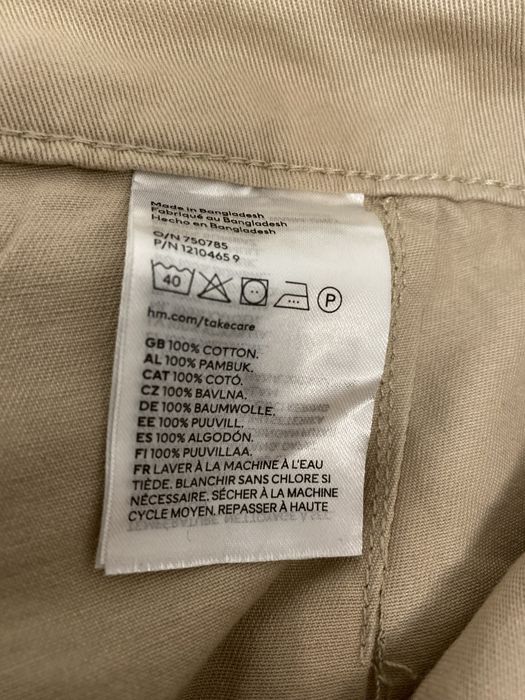 Made in Bangladesh
Fabriqué au Bangladesh
Hecho en Bangladesh
O/N 750785
P/N 1210465 9
40
P
hm.com/takecare
GB 100% COTTON.
AL 100% PAMBUK.
CAT 100% COTÓ.
CZ 100% BAVLNA.
DE 100% BAUMWOLLE.
EE 100% PUUVILL.
ES 100% ALGODÓN.
FI 100% PUUVILLAA.
FR LAVER À LA MACHINE À L'EAU
TIÈDE. BLANCHIR SANS CHLORE SI
NÉCESSAIRE. SÉCHER À LA MACHINE
CYCLE MOYEN. REPASSER À HAUTE